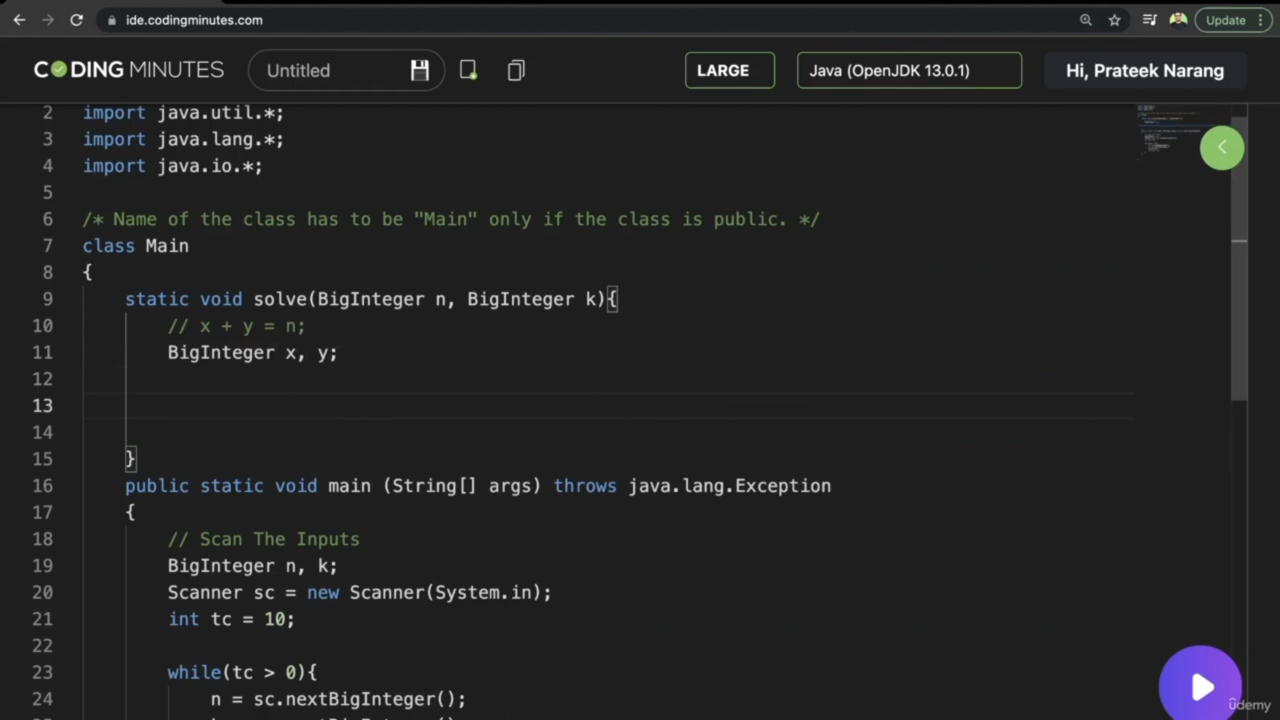 ide.codingminutes.com
Update
CODING MINUTES
Untitled
LARGE
Java (OpenJDK 13.0.1)
Hi, Prateek Narang
2 import java.util.*;
3 import java.lang.*;
4 import java.io.*;
5
6 /* Name of the class has to be "Main" only if the class is public. */
7 class Main
8 {
9 static void solve(BigInteger n, BigInteger k){
10 // x + y = n;
11 BigInteger x, y;
12
13
14
15 }
16 public static void main (String[] args) throws java.lang.Exception
17 {
18 // Scan The Inputs
19 BigInteger n, k;
20 Scanner sc = new Scanner(System.in);
21 int tc = 10;
22
23 while(tc > 0){
24 n = sc.nextBigInteger();
udemy